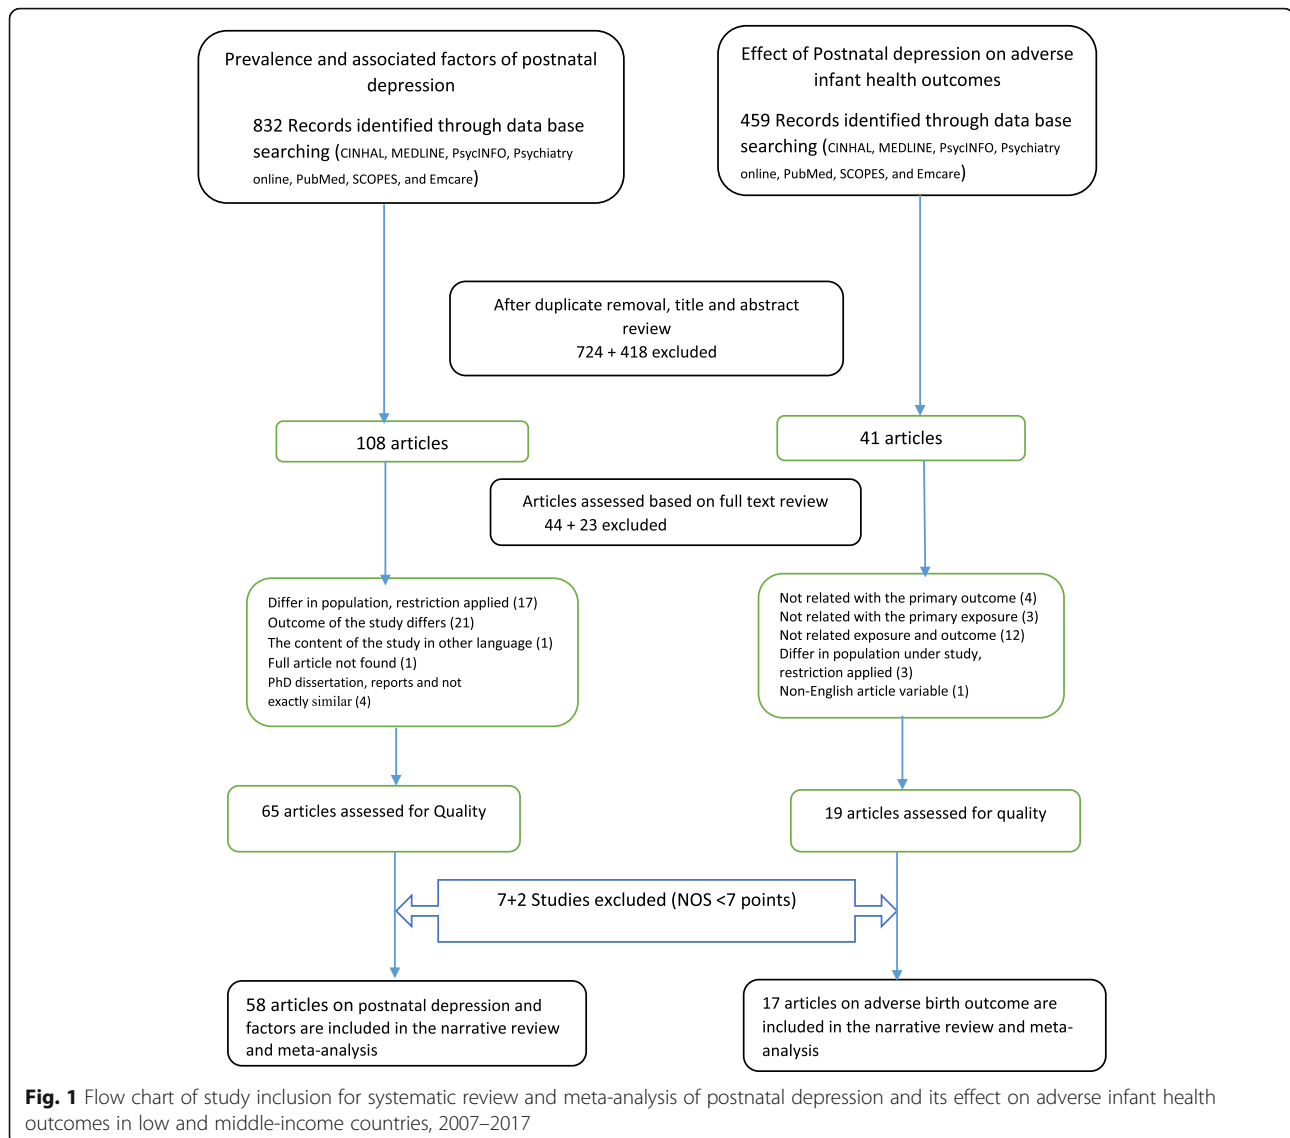 Prevalence and associated factors of postnatal
depression
832 Records identified through data base
searching (CINHAL, MEDLINE, PsycINFO, Psychiatry
online, PubMed, SCOPES, and Emcare)
Effect of Postnatal depression on adverse
infant health outcomes
459 Records identified through data base
searching (CINHAL, MEDLINE, PsycINFO, Psychiatry
online, PubMed, SCOPES, and Emcare)
After duplicate removal, title and abstract
review
724 + 418 excluded
108 articles
41 articles
Articles assessed based on full text review
44 + 23 excluded
Differ in population, restriction applied (17)
Outcome of the study differs (21)
The content of the study in other language (1)
Full article not found (1)
PhD dissertation, reports and not
exactly similar (4)
Not related with the primary outcome (4)
Not related with the primary exposure (3)
Not related exposure and outcome (12)
Differ in population under study,
restriction applied (3)
Non-English article variable (1)
65 articles assessed for Quality
19 articles assessed for quality
7+2 Studies excluded (NOS <7 points)
58 articles on postnatal depression and
factors are included in the narrative review
and meta-analysis
17 articles on adverse birth outcome are
included in the narrative review and meta-
analysis
Fig. 1 Flow chart of study inclusion for systematic review and meta-analysis of postnatal depression and its effect on adverse infant health
outcomes in low and middle-income countries, 2007–2017